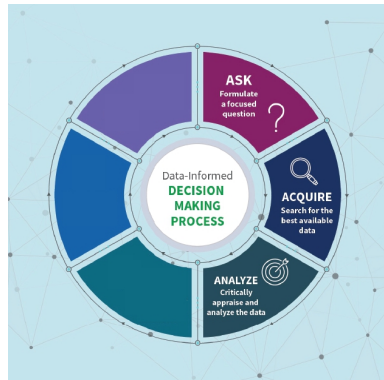 ASK
Formulate
a focused
question
Data-Informed
DECISION
MAKING
PROCESS
ACQUIRE
Search for the
best available
data
ANALYZE
Critically
appraise and
analyze the data